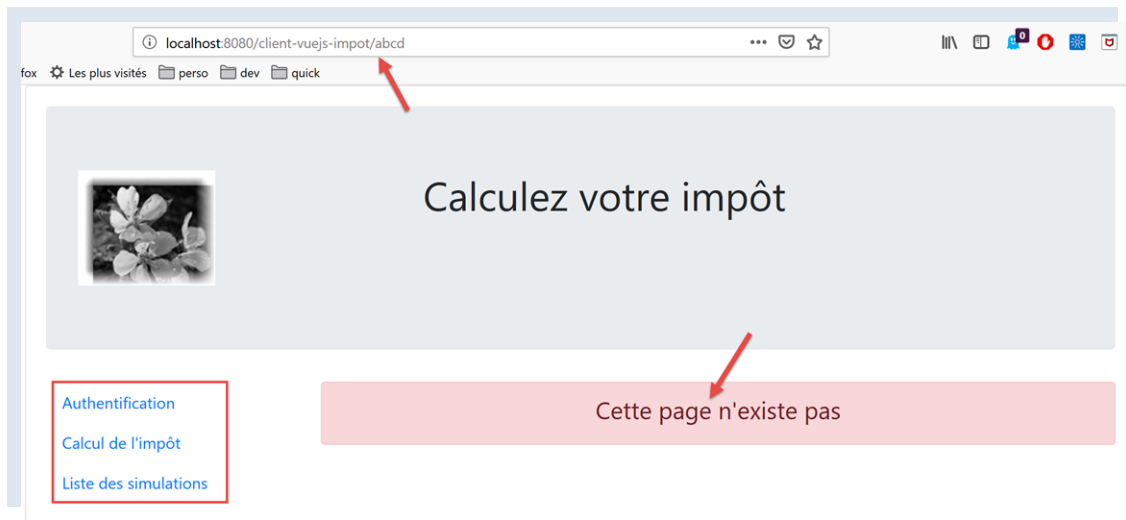 localhost:8080/client-vuejs-impot/abcd
0
fox Les plus visités perso dev quick
Calculez votre impôt
Authentification
Cette page n'existe pas
Calcul de l'impôt
Liste des simulations